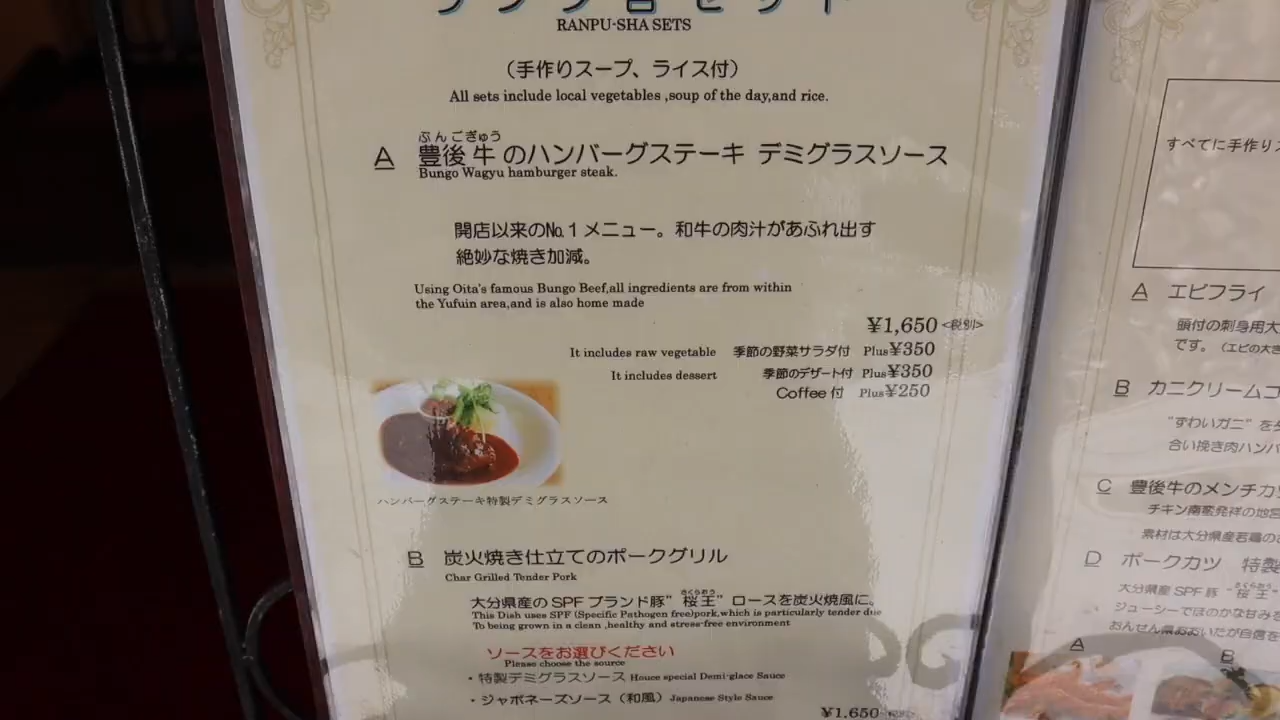 RANPU-SHA SETS
（手作りスープ、ライス付）
All sets include local vegetables ,soup of the day,and rice.
ぶんごぎゅう
A 豊後牛のハンバーグステーキ デミグラスソース
Bungo Wagyu hamburger steak.
開店以来の№1メニュー。和牛の肉汁があふれ出す
絶妙な焼き加減。
Using Oita's famous Bungo Beef,all ingredients are from within
the Yufuin area,and is also home made
¥1,650 <税別>
It includes raw vegetable 季節の野菜サラダ付 Plus¥350
It includes dessert 季節のデザート付 Plus¥350
Coffee付 Plus¥250
ハンバーグステーキ特製デミグラスソース
B 炭火焼き仕立てのポークグリル
Char Grilled Tender Pork
さくらおう
大分県産のSPFブランド豚"桜王"ロースを炭火焼風に。
This Dish uses SPF (Specific Pathogen free)pork,which is particularly tender due
To being grown in a clean ,healthy and stress-free environment
ソースをお選びください
Please choose the source
・特製デミグラスソース Houce special Demi-glace Sauce
・ジャポネーズソース（和風） Japanese Style Sauce
¥1,650 <税別>
すべてに手作り
A エビフライ
頭付の刺身用大
です。（エビの大き
B カニクリームコ
"ずわいガニ"を
合い挽き肉ハンバ
C 豊後牛のメンチカ
チキン南蛮発祥の地
素材は大分県産若鶏の
D ポークカツ 特製
さくらおう
大分県産SPF豚"桜王"
ジューシーでほのかな甘み
おんせん県おおいたが自信を
A
B